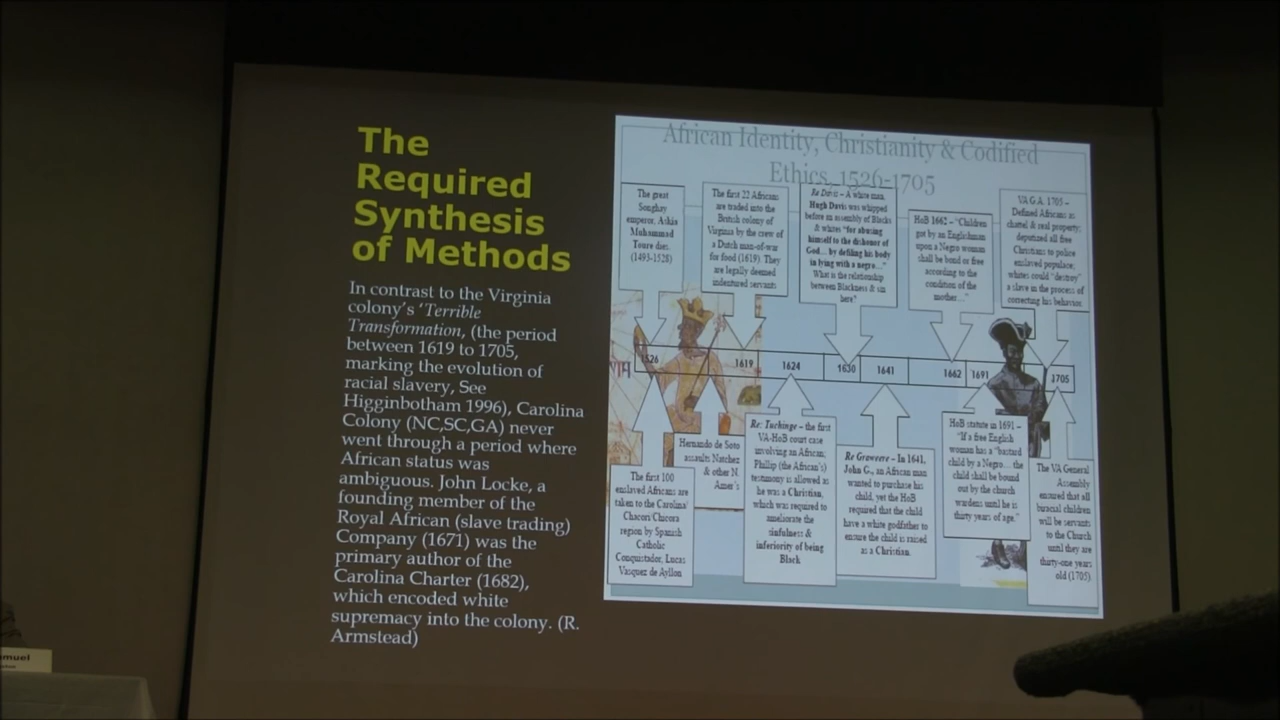 The
Required
Synthesis
of Methods
In contrast to the Virginia
colony's 'Terrible
Transformation, (the period
between 1619 to 1705,
marking the evolution of
racial slavery, See
Higginbotham 1996), Carolina
Colony (NC,SC,GA) never
went through a period where
African status was
ambiguous. John Locke, a
founding member of the
Royal African (slave trading)
Company (1671) was the
primary author of the
Carolina Charter (1682),
which encoded white
supremacy into the colony. (R.
Armstead)
African Identity, Christianity & Codified
Ethics, 1526-1705
The great
Songhay
emperor, Askia
Muhammad
Toure dies.
(1493-1528)
The first 22 Africans
are traded into the
British colony of
Virginia by the crew of
a Dutch man-of-war
for food (1619). They
are legally deemed
indentured servants
Re Davis – A white man,
Hugh Davis was whipped
before an assembly of Blacks
& whites "for abusing
himself to the dishonor of
God... by defiling his body
in lying with a negro..."
What is the relationship
between Blackness & sin
here?
HoB 1662 – "Children
got by an Englishman
upon a Negro woman
shall be bond or free
according to the
condition of the
mother..."
VA G.A. 1705 –
Defined Africans as
chattel & real property;
deputized all free
Christians to police
enslaved populace;
whites could "destroy"
a slave in the process of
correcting his behavior.
1526
1619
1624
1630
1641
1662
1691
1705
The first 100
enslaved Africans are
taken to the Carolina/
Chacon/Chicora
region by Spanish
Catholic
Conquistador, Lucas
Vasquez de Ayllon
Hernando de Soto
assaults Natchez
& other N.
Amer's
Re: Tuchinge – the first
VA-HoB court case
involving an African;
Phillip (the African's)
testimony is allowed as
he was a Christian,
which was required to
ameliorate the
sinfulness &
inferiority of being
Black
Re Graweere – In 1641,
John G., an African man
wanted to purchase his
child, yet the HoB
required that the child
have a white godfather to
ensure the child is raised
as a Christian.
HoB statute in 1691 –
"If a free English
woman has a "bastard
child by a Negro... the
child shall be bound
out by the church
wardens until he is
thirty years of age."
The VA General
Assembly
ensured that all
biracial children
will be servants
to the Church
until they are
thirty-one years
old (1705)
muel